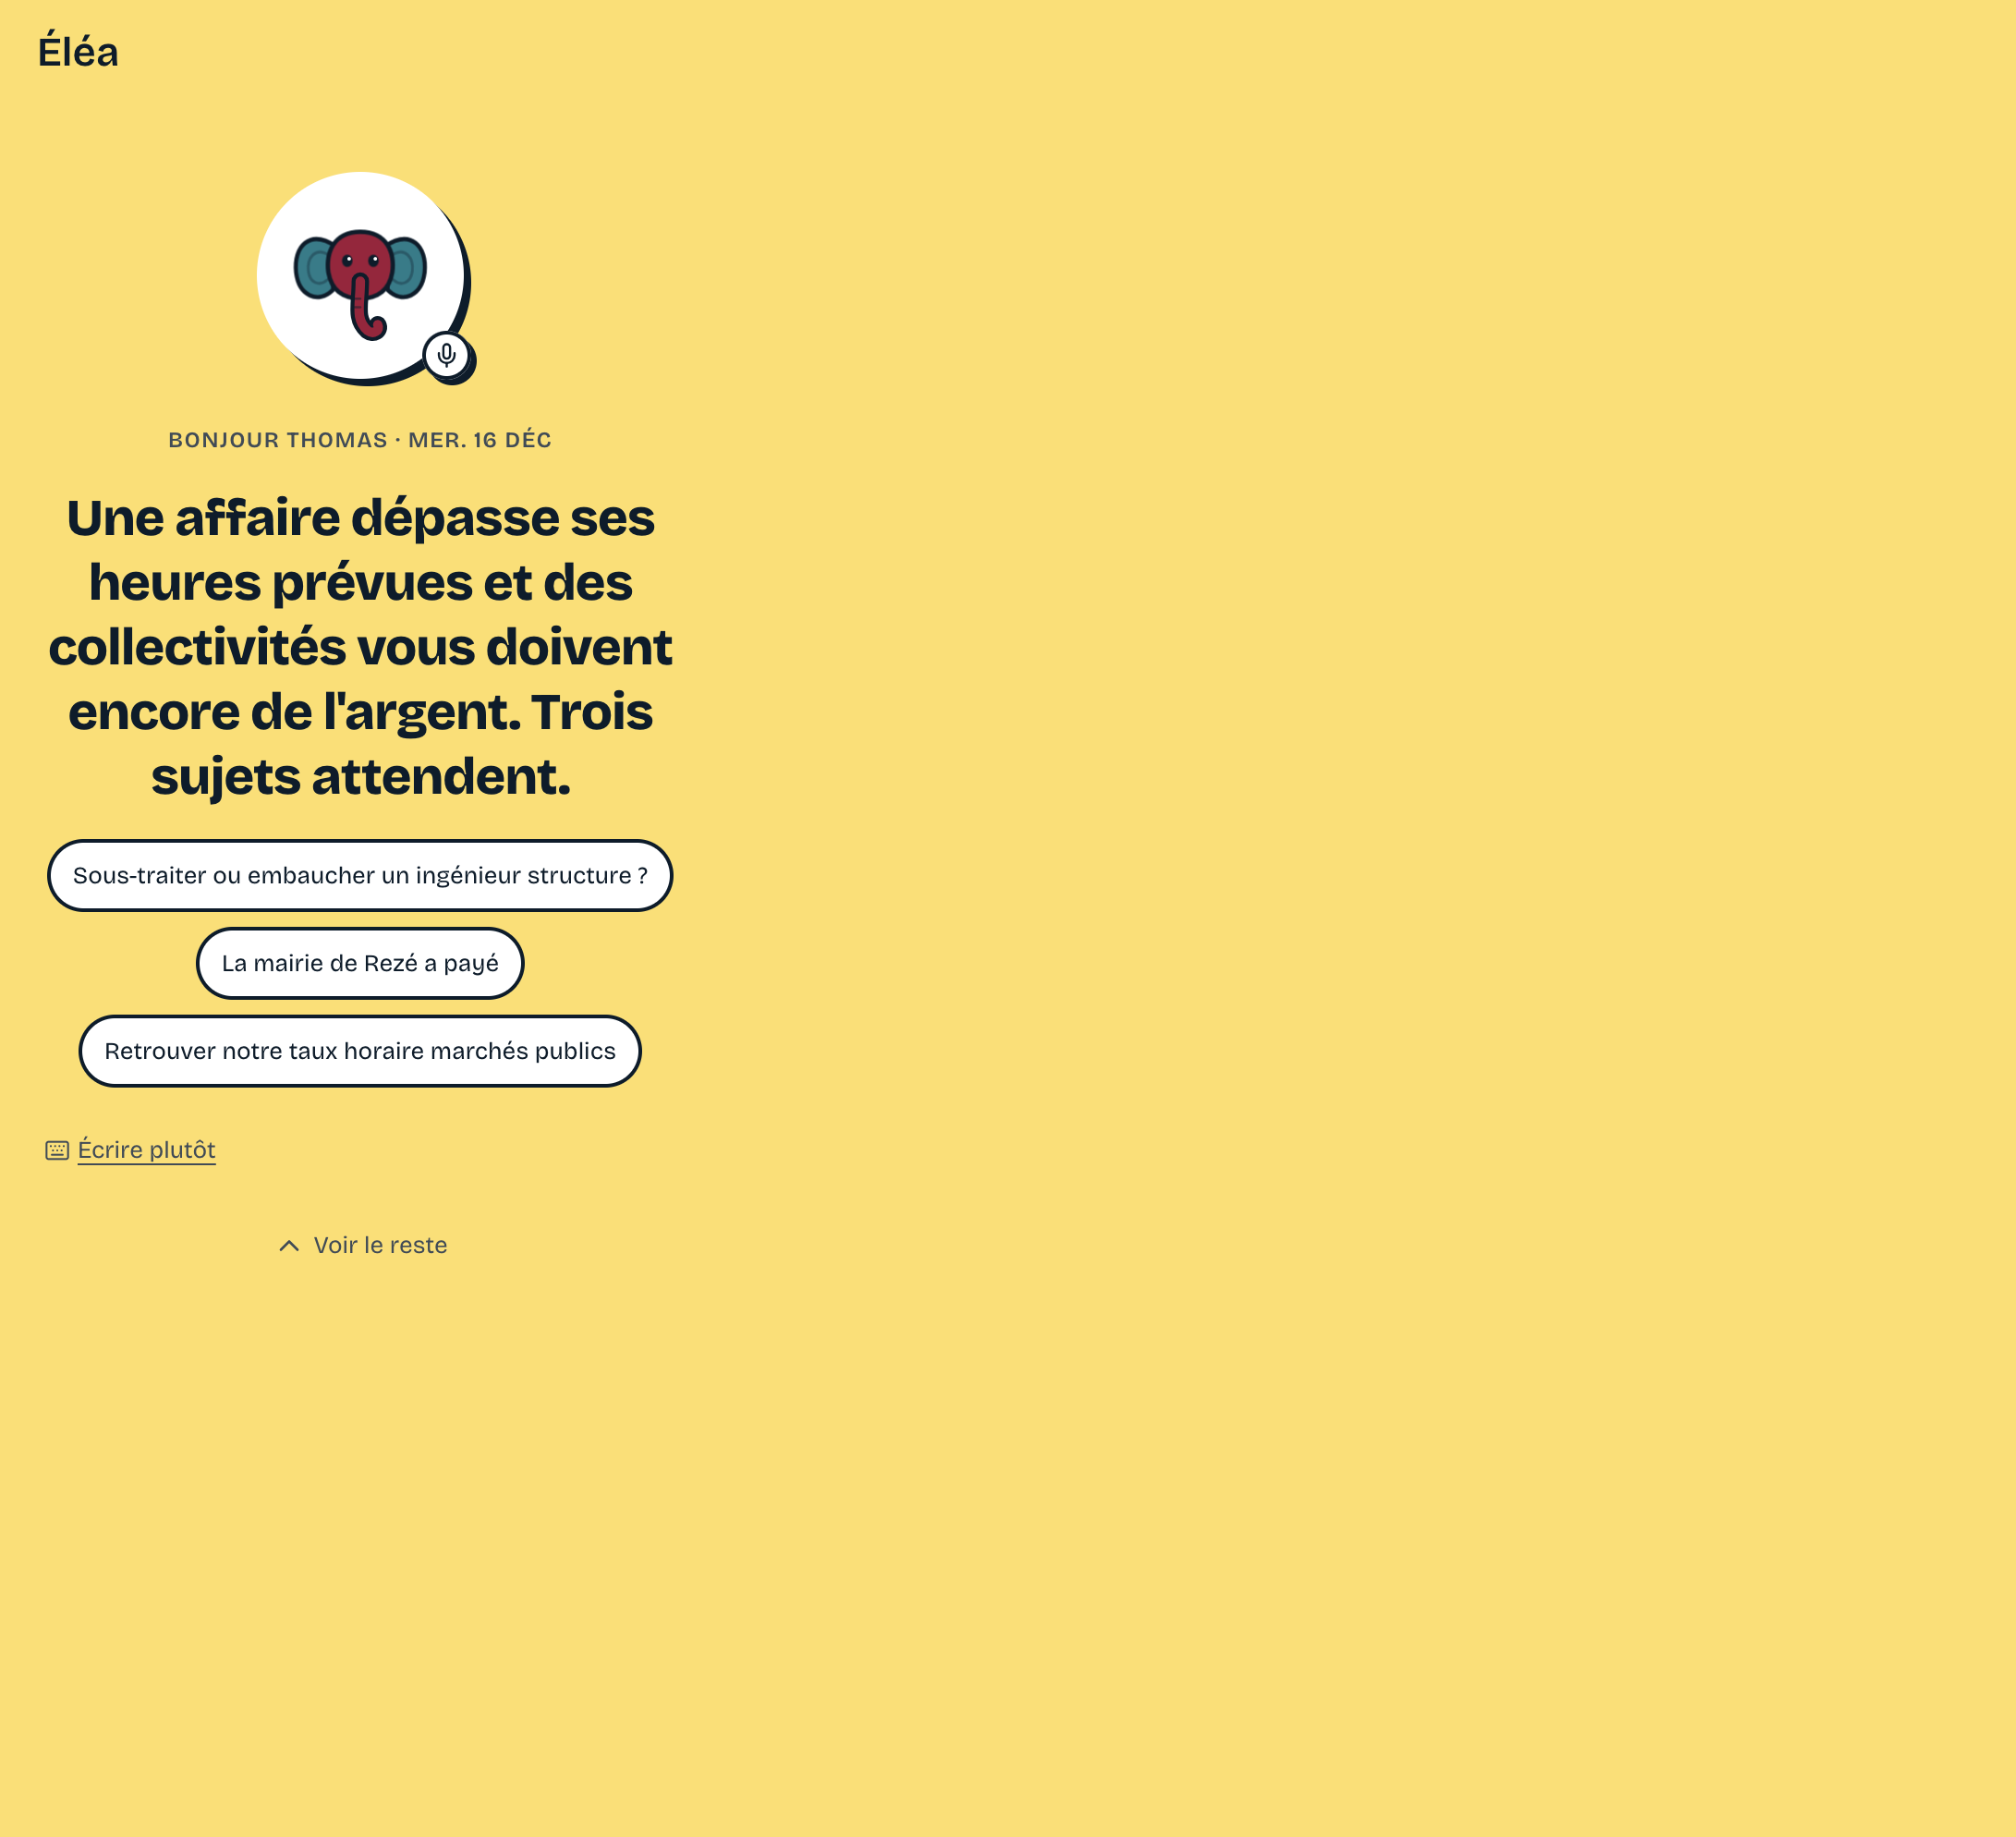 Éléa
BONJOUR THOMAS · MER. 16 DÉC
Une affaire dépasse ses
heures prévues et des
collectivités vous doivent
encore de l'argent. Trois
sujets attendent.
Sous-traiter ou embaucher un ingénieur structure ?
La mairie de Rezé a payé
Retrouver notre taux horaire marchés publics
Écrire plutôt
Voir le reste